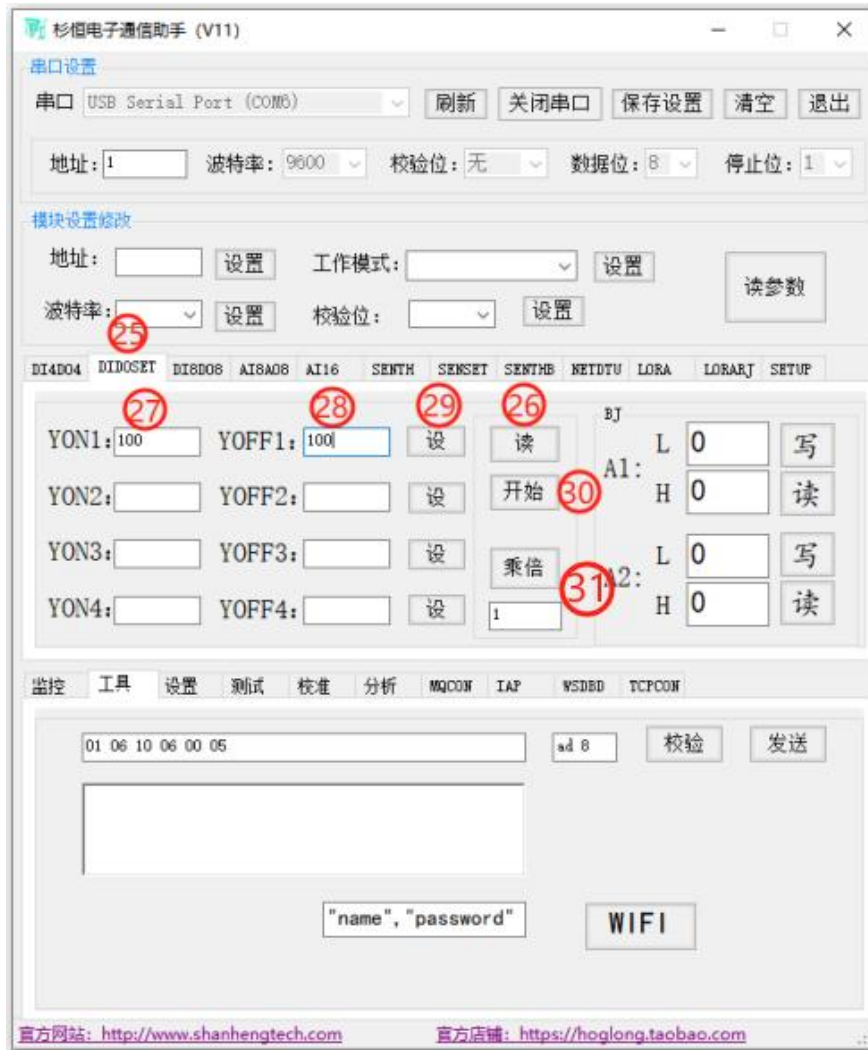 杉恒电子通信助手 (V11)
串口设置
串口 USB Serial Port (COM6) 刷新 关闭串口 保存设置 清空 退出
地址: 1 波特率: 9600 校验位: 无 数据位: 8 停止位: 1
模块设置修改
地址: 设置 工作模式: 设置 读参数
波特率: 设置 校验位: 设置
25
DI4DO4 DIDOSET DI8DO8 AI8AO8 AI16 SENTH SENSET SENTHB NETDTU LORA LORARJ SETUP
27 28 29 26
BJ
YON1: 100 YOFF1: 100 设 读 A1: L 0 写
YON2: YOFF2: 设 开始 30 H 0 读
YON3: YOFF3: 设 乘倍 31 A2: L 0 写
YON4: YOFF4: 设 1 H 0 读
监控 工具 设置 测试 校准 分析 MQCON IAP WSDBD TCPCON
01 06 10 06 00 05 ad 8 校验 发送
"name","password" WIFI
官方网站: http://www.shanhengtech.com 官方店铺: https://hoglong.taobao.com